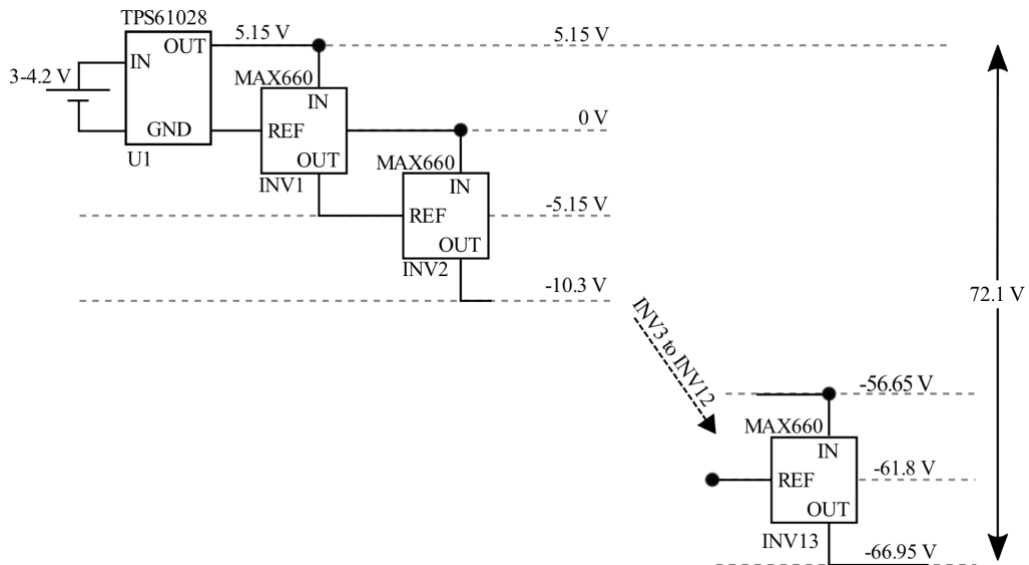 TPS61028
OUT
5.15 V
5.15 V
IN
3-4.2 V
MAX660
IN
0 V
GND
REF
OUT
MAX660
U1
INV1
IN
-5.15 V
REF
OUT
INV2
-10.3 V
72.1 V
INV3 to INV12
-56.65 V
MAX660
IN
-61.8 V
REF
OUT
INV13
-66.95 V